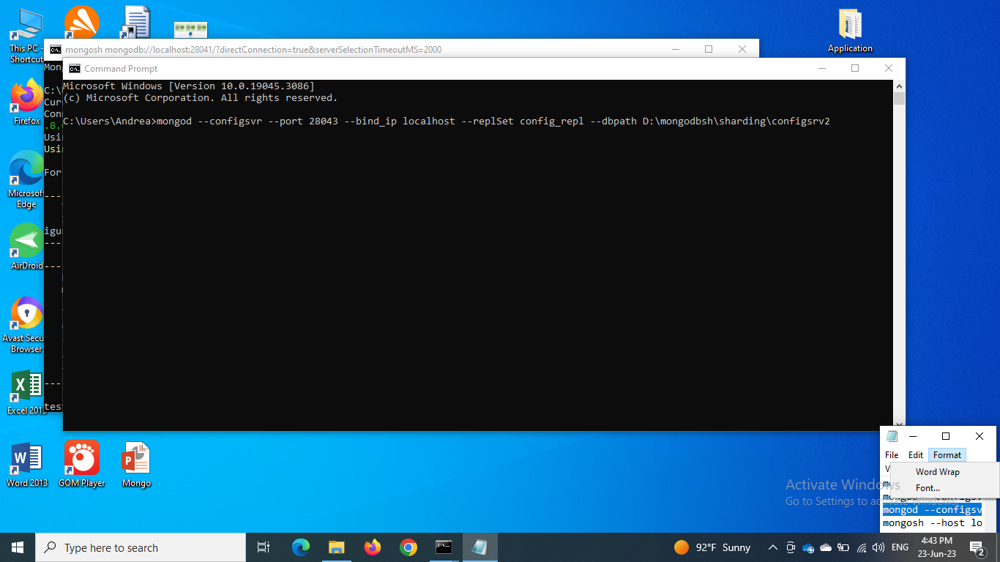 This PC -
Shortcut
Firefox
Microsoft
Edge
AirDroid
Avast Secu
Browser
Excel 2013
Word 2013
GOM Player
Mongo
Application
mongosh mongodb://localhost:28041/?directConnection=true&serverSelectionTimeoutMS=2000
Mon
C:\
Cur
Con
.8.
Usin
Usin
For
---
igu
---
---
---
tes
Command Prompt
Microsoft Windows [Version 10.0.19045.3086]
(c) Microsoft Corporation. All rights reserved.
C:\Users\Andrea>mongod --configsvr --port 28043 --bind_ip localhost --replSet config_repl --dbpath D:\mongodbsh\sharding\configsrv2
File Edit Format
Word Wrap
Font...
mongod --configsv
mongosh --host lo
Activate Windows
Go to Settings to activate Windows.
Type here to search
92°F Sunny
ENG
4:43 PM
23-Jun-23
2